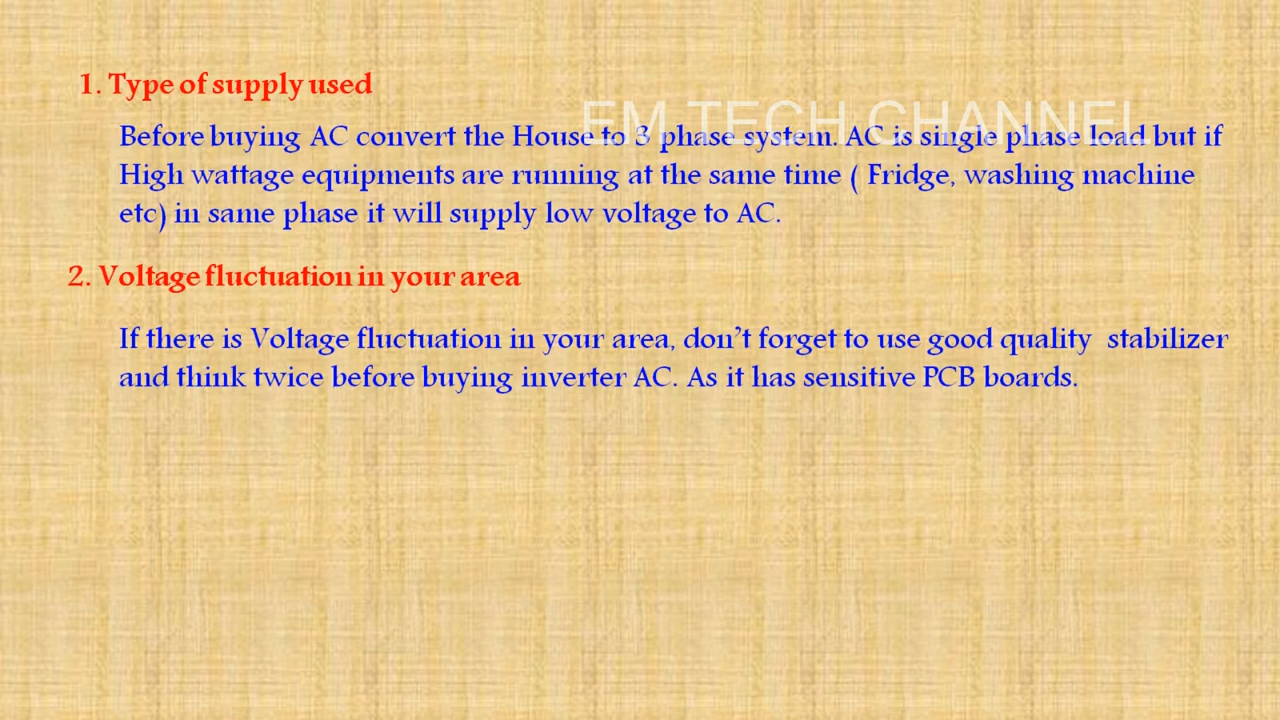 1. Type of supply used
EM TECH CHANNEL
Before buying AC convert the House to 3 phase system. AC is single phase load but if
High wattage equipments are running at the same time ( Fridge, washing machine
etc) in same phase it will supply low voltage to AC.
2. Voltage fluctuation in your area
If there is Voltage fluctuation in your area, don't forget to use good quality  stabilizer
and think twice before buying inverter AC. As it has sensitive PCB boards.